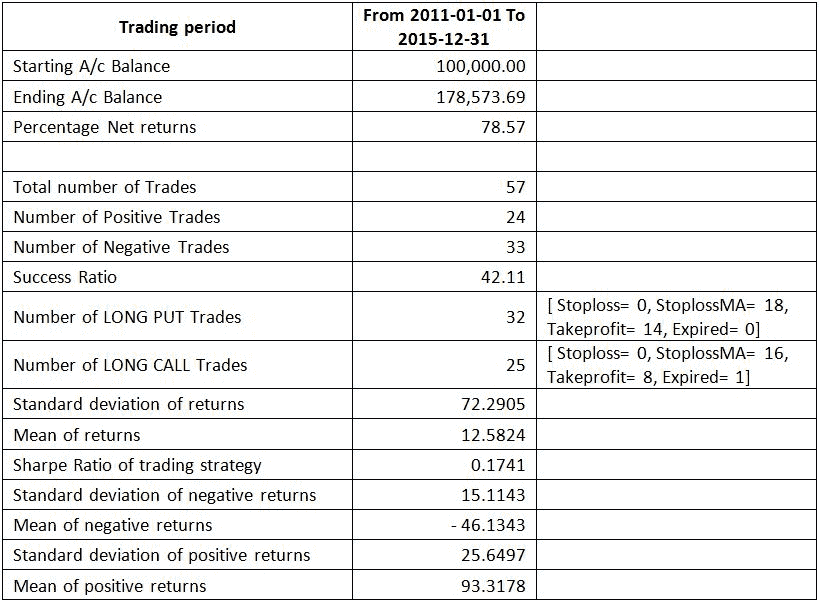 Trading period From 2011-01-01 To
2015-12-31
Starting A/c Balance 100,000.00
Ending A/c Balance 178,573.69
Percentage Net returns 78.57
Total number of Trades 57
Number of Positive Trades 24
Number of Negative Trades 33
Success Ratio 42.11
Number of LONG PUT Trades 32 [ Stoploss= 0, StoplossMA= 18,
Takeprofit= 14, Expired= 0]
Number of LONG CALL Trades 25 [ Stoploss= 0, StoplossMA= 16,
Takeprofit= 8, Expired= 1]
Standard deviation of returns 72.2905
Mean of returns 12.5824
Sharpe Ratio of trading strategy 0.1741
Standard deviation of negative returns 15.1143
Mean of negative returns - 46.1343
Standard deviation of positive returns 25.6497
Mean of positive returns 93.3178